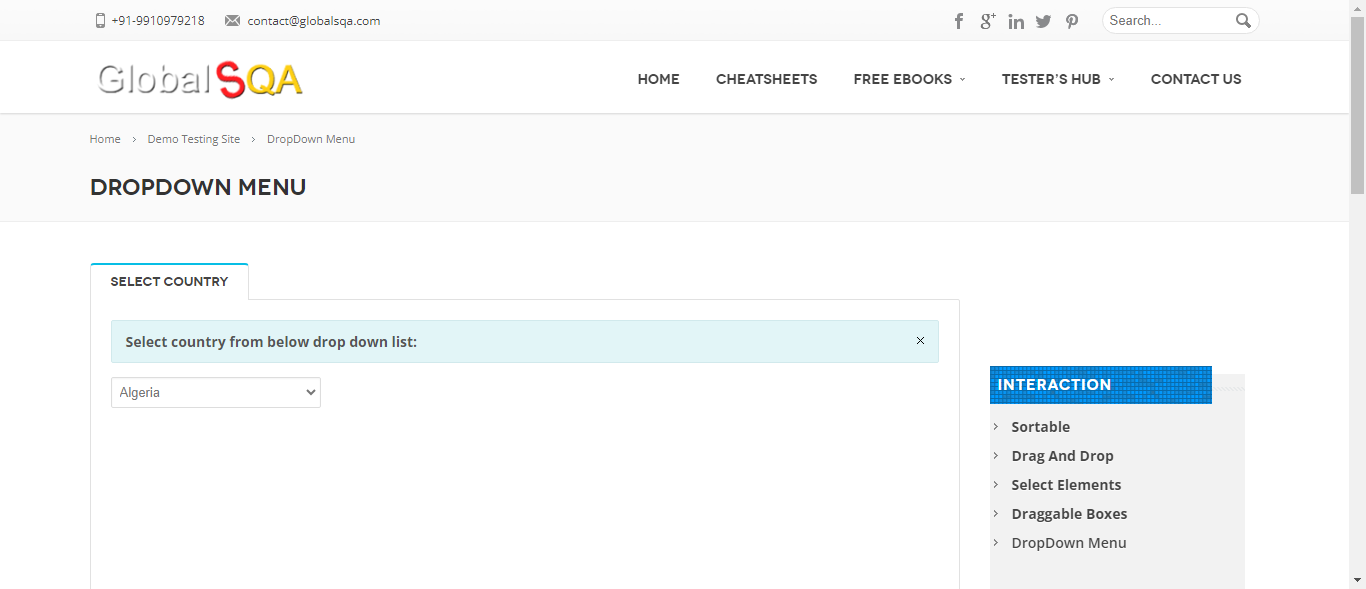 +91-9910979218 contact@globalsqa.com Search...
GlobalSQA HOME CHEATSHEETS FREE EBOOKS TESTER'S HUB CONTACT US
Home > Demo Testing Site > DropDown Menu
DROPDOWN MENU
SELECT COUNTRY
Select country from below drop down list: ×
Algeria
INTERACTION
Sortable
Drag And Drop
Select Elements
Draggable Boxes
DropDown Menu